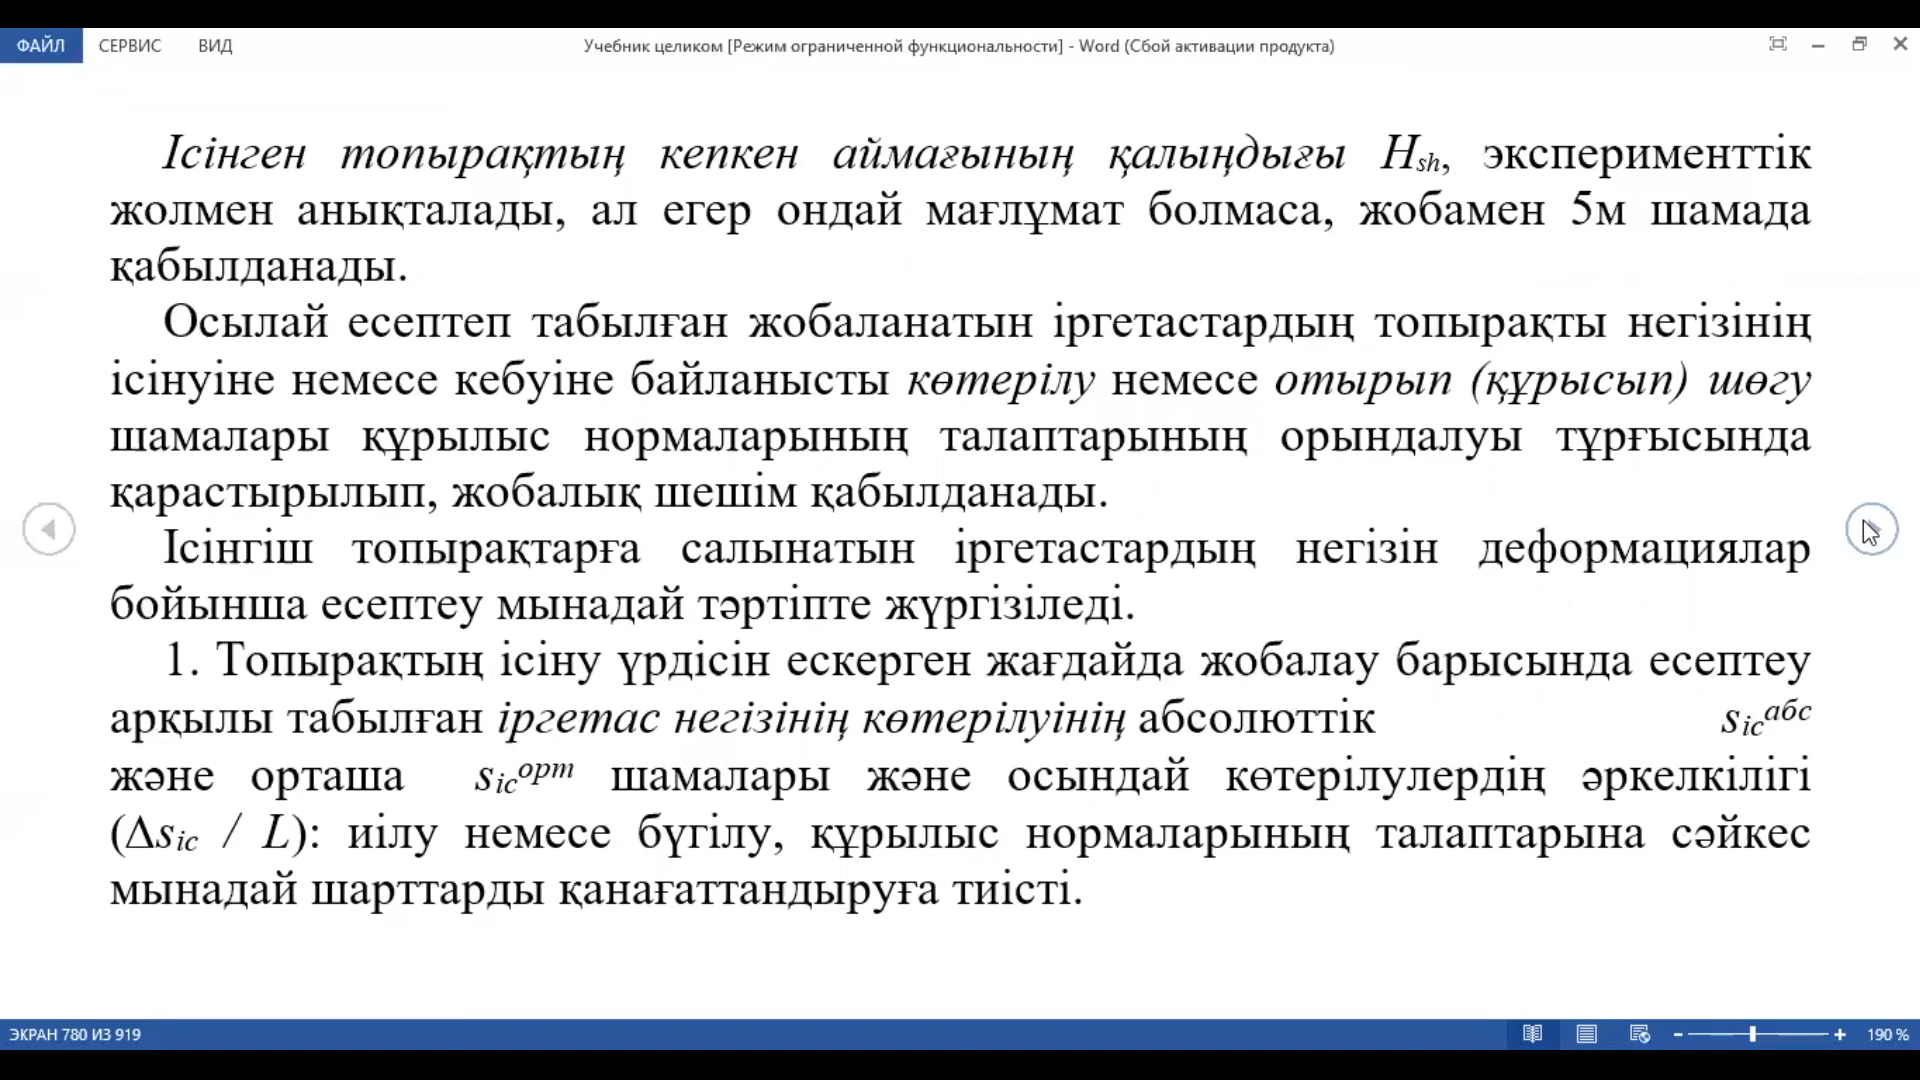 ФАЙЛ СЕРВИС ВИД Учебник целиком [Режим ограниченной функциональности] - Word (Сбой активации продукта)
Ісінген топырақтың кепкен аймағының қалыңдығы Hsh, эксперименттік
жолмен анықталады, ал егер ондай мағлұмат болмаса, жобамен 5м шамада
қабылданады.
Осылай есептеп табылған жобаланатын іргетастардың топырақты негізінің
ісінуіне немесе кебуіне байланысты көтерілу немесе отырып (құрысып) шөгу
шамалары құрылыс нормаларының талаптарының орындалуы тұрғысында
қарастырылып, жобалық шешім қабылданады.
Ісінгіш топырақтарға салынатын іргетастардың негізін деформациялар
бойынша есептеу мынадай тәртіпте жүргізіледі.
1. Топырақтың ісіну үрдісін ескерген жағдайда жобалау барысында есептеу
арқылы табылған іргетас негізінің көтерілуінің абсолюттік sіс^абс
және орташа sіс^орт шамалары және осындай көтерілулердің әркелкілігі
(Δsіс / L): иілу немесе бүгілу, құрылыс нормаларының талаптарына сәйкес
мынадай шарттарды қанағаттандыруға тиісті.
ЭКРАН 780 ИЗ 919 190 %